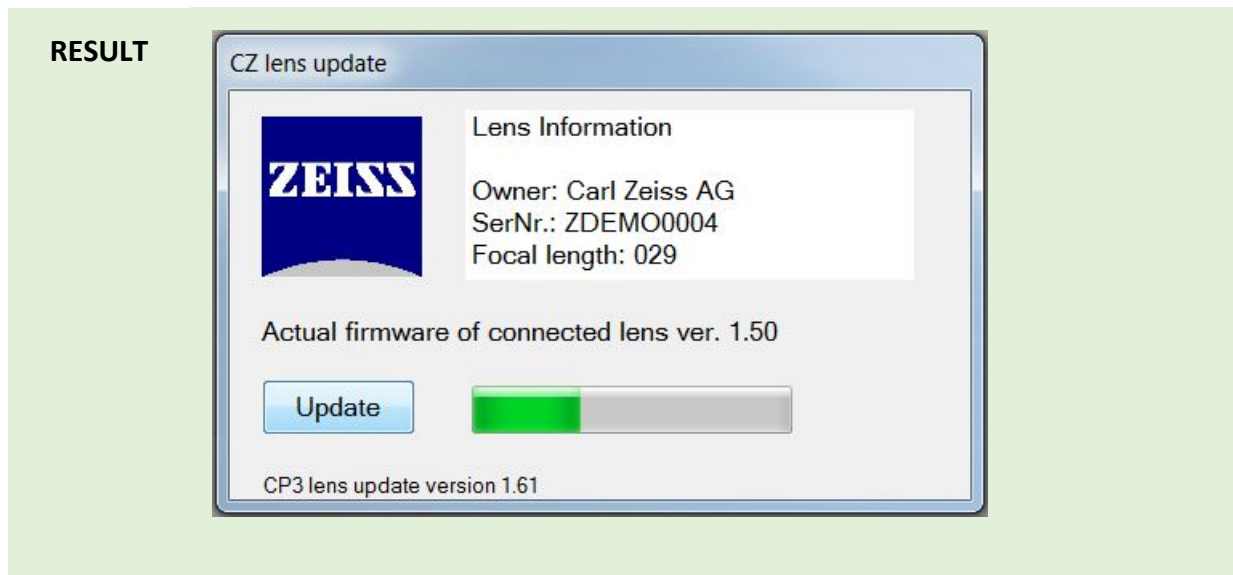 RESULT
CZ lens update
ZEISS
Lens Information
Owner: Carl Zeiss AG
SerNr.: ZDEMO0004
Focal length: 029
Actual firmware of connected lens ver. 1.50
Update
CP3 lens update version 1.61